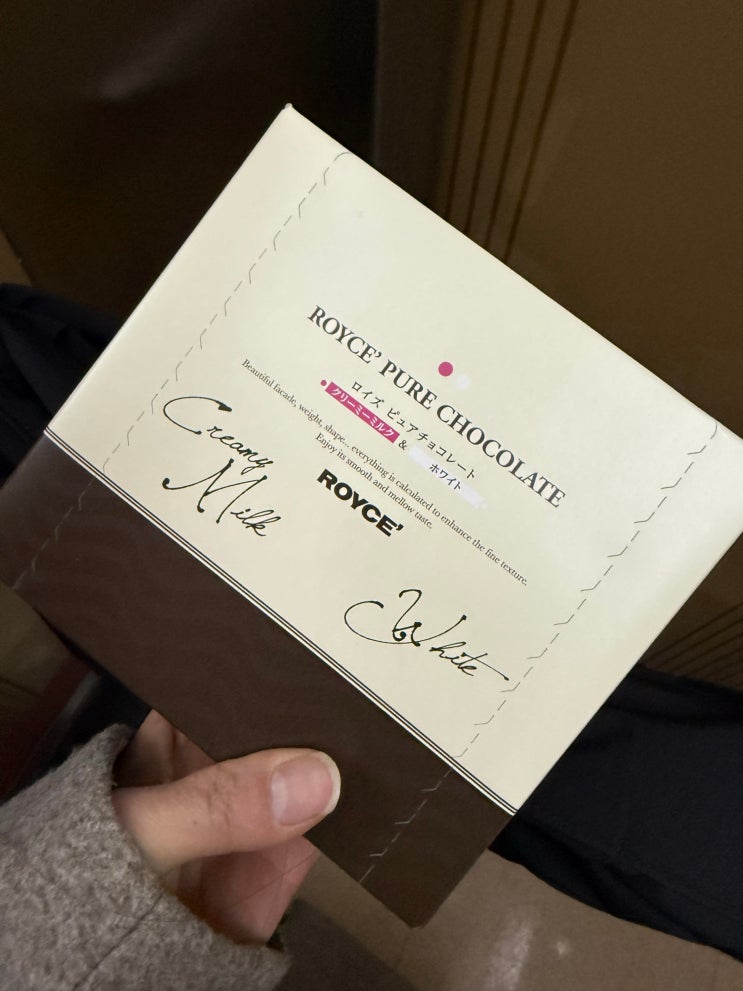 ROYCE' PURE CHOCOLATE
ロイズ ピュアチョコレート
クリーミーミルク & ホワイト
Beautiful facade, weight, shape... everything is calculated to enhance the fine texture.
Enjoy its smooth and mellow taste.
ROYCE'
Creamy
Milk
White